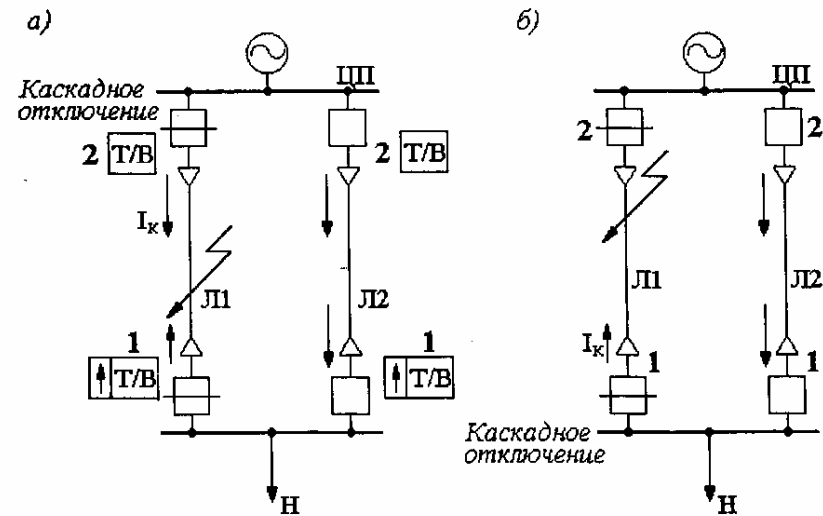 а)
ЦП
Каскадное
отключение
2 Т/В
2 Т/В
Iк
Л1
Л2
1
Т/В
1
Т/В
Н
б)
ЦП
2
2
Л1
Л2
Iк
1
1
Каскадное
отключение
Н